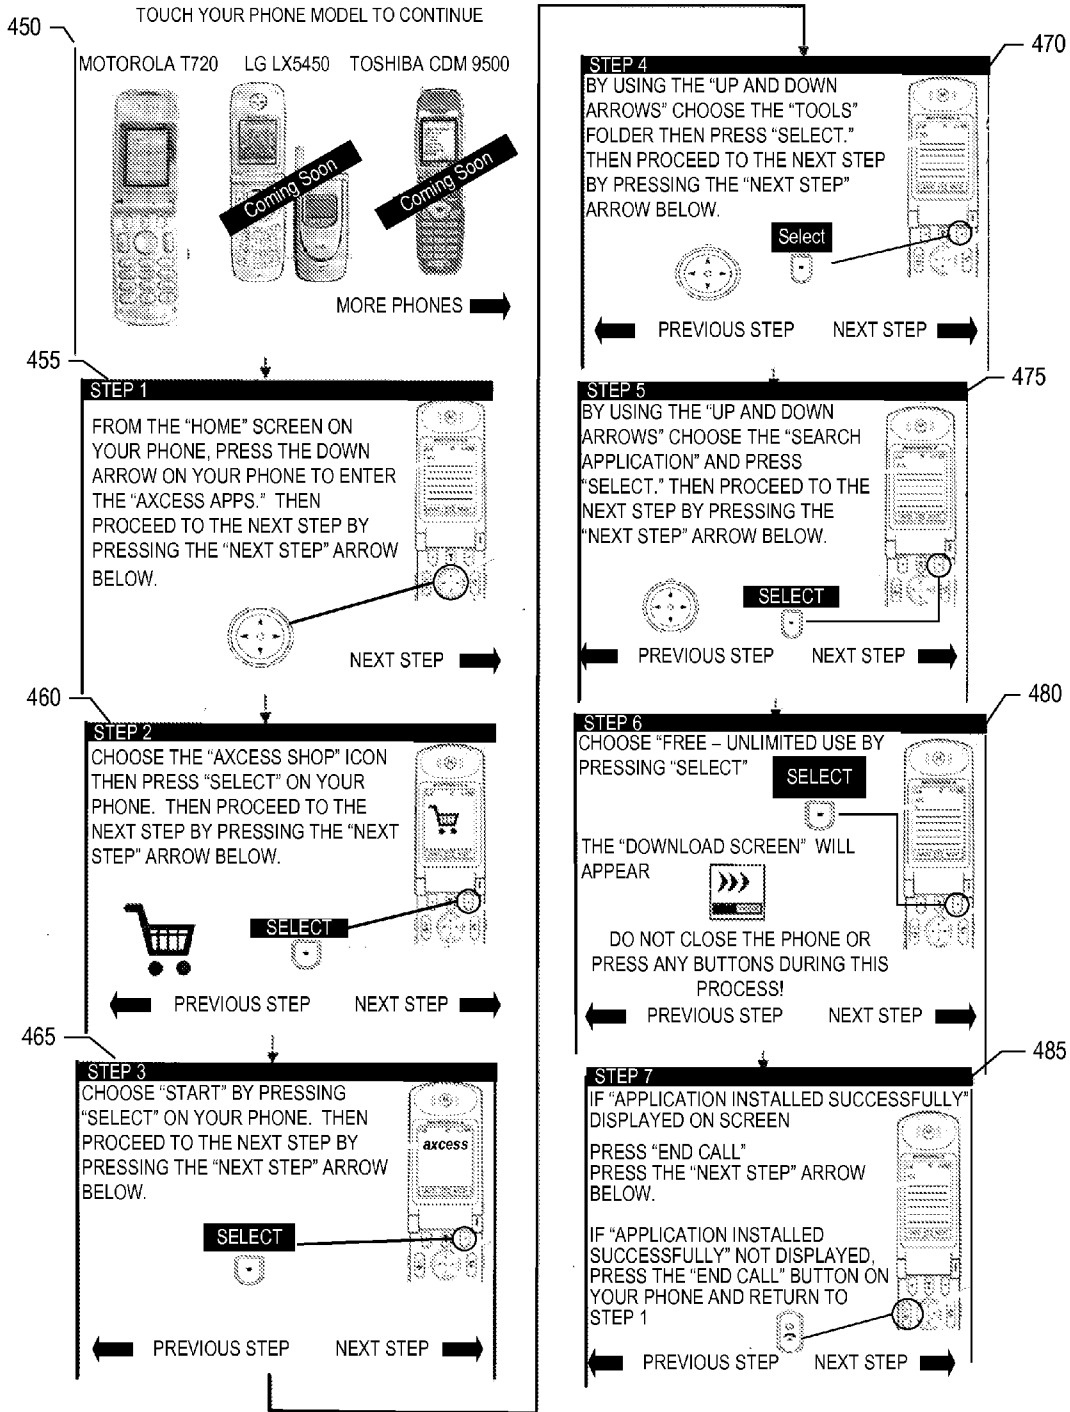 450
TOUCH YOUR PHONE MODEL TO CONTINUE
MOTOROLA T720
LG LX5450
TOSHIBA CDM 9500
Coming Soon
Coming Soon
MORE PHONES
455
STEP 1
FROM THE “HOME” SCREEN ON
YOUR PHONE, PRESS THE DOWN
ARROW ON YOUR PHONE TO ENTER
THE “AXCESS APPS.” THEN
PROCEED TO THE NEXT STEP BY
PRESSING THE “NEXT STEP” ARROW
BELOW.
NEXT STEP
460
STEP 2
CHOOSE THE “AXCESS SHOP” ICON
THEN PRESS “SELECT” ON YOUR
PHONE. THEN PROCEED TO THE
NEXT STEP BY PRESSING THE “NEXT
STEP” ARROW BELOW.
SELECT
PREVIOUS STEP
NEXT STEP
465
STEP 3
CHOOSE “START” BY PRESSING
“SELECT” ON YOUR PHONE. THEN
PROCEED TO THE NEXT STEP BY
PRESSING THE “NEXT STEP” ARROW
BELOW.
axcess
SELECT
PREVIOUS STEP
NEXT STEP
470
STEP 4
BY USING THE “UP AND DOWN
ARROWS” CHOOSE THE “TOOLS”
FOLDER THEN PRESS “SELECT.”
THEN PROCEED TO THE NEXT STEP
BY PRESSING THE “NEXT STEP”
ARROW BELOW.
Select
PREVIOUS STEP
NEXT STEP
475
STEP 5
BY USING THE “UP AND DOWN
ARROWS” CHOOSE THE “SEARCH
APPLICATION” AND PRESS
“SELECT.” THEN PROCEED TO THE
NEXT STEP BY PRESSING THE
“NEXT STEP” ARROW BELOW.
SELECT
PREVIOUS STEP
NEXT STEP
480
STEP 6
CHOOSE “FREE – UNLIMITED USE BY
PRESSING “SELECT”
SELECT
THE “DOWNLOAD SCREEN” WILL
APPEAR
DO NOT CLOSE THE PHONE OR
PRESS ANY BUTTONS DURING THIS
PROCESS!
PREVIOUS STEP
NEXT STEP
485
STEP 7
IF “APPLICATION INSTALLED SUCCESSFULLY”
DISPLAYED ON SCREEN
PRESS “END CALL”
PRESS THE “NEXT STEP” ARROW
BELOW.
IF “APPLICATION INSTALLED
SUCCESSFULLY” NOT DISPLAYED,
PRESS THE “END CALL” BUTTON ON
YOUR PHONE AND RETURN TO
STEP 1
PREVIOUS STEP
NEXT STEP